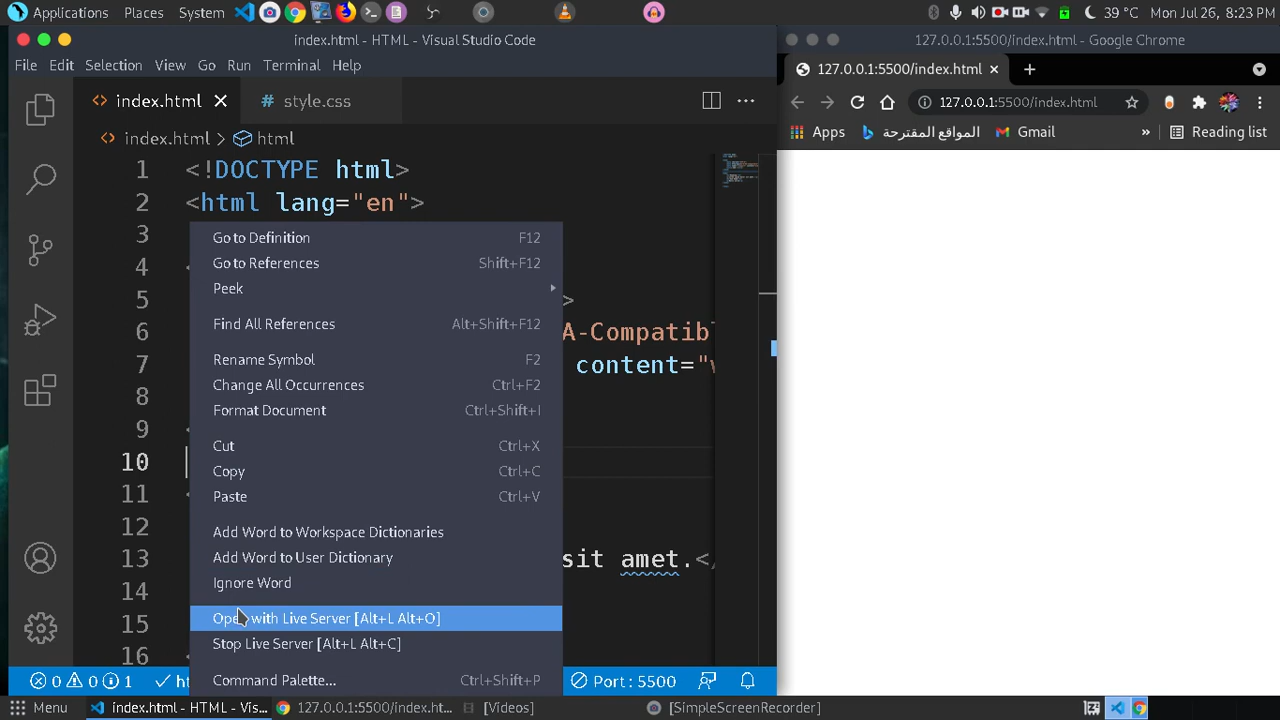 Applications Places System 39 °C Mon Jul 26, 8:23 PM
index.html - HTML - Visual Studio Code
127.0.0.1:5500/index.html - Google Chrome
File Edit Selection View Go Run Terminal Help
127.0.0.1:5500/index.html
index.html style.css
127.0.0.1:5500/index.html
index.html > html
Apps المواقع المقترحة Gmail » Reading list
1 <!DOCTYPE html>
2 <html lang="en">
3
4 <
5 >
6 A-Compatibl
7 content="v
8
9 <
10
11 <
12
13 sit amet.</
14
15
16
Go to Definition F12
Go to References Shift+F12
Peek
Find All References Alt+Shift+F12
Rename Symbol F2
Change All Occurrences Ctrl+F2
Format Document Ctrl+Shift+I
Cut Ctrl+X
Copy Ctrl+C
Paste Ctrl+V
Add Word to Workspace Dictionaries
Add Word to User Dictionary
Ignore Word
Open with Live Server [Alt+L Alt+O]
Stop Live Server [Alt+L Alt+C]
Command Palette... Ctrl+Shift+P
0 0 1 ht Port : 5500
Menu index.html - HTML - Vis... 127.0.0.1:5500/index.ht... [Videos] [SimpleScreenRecorder]